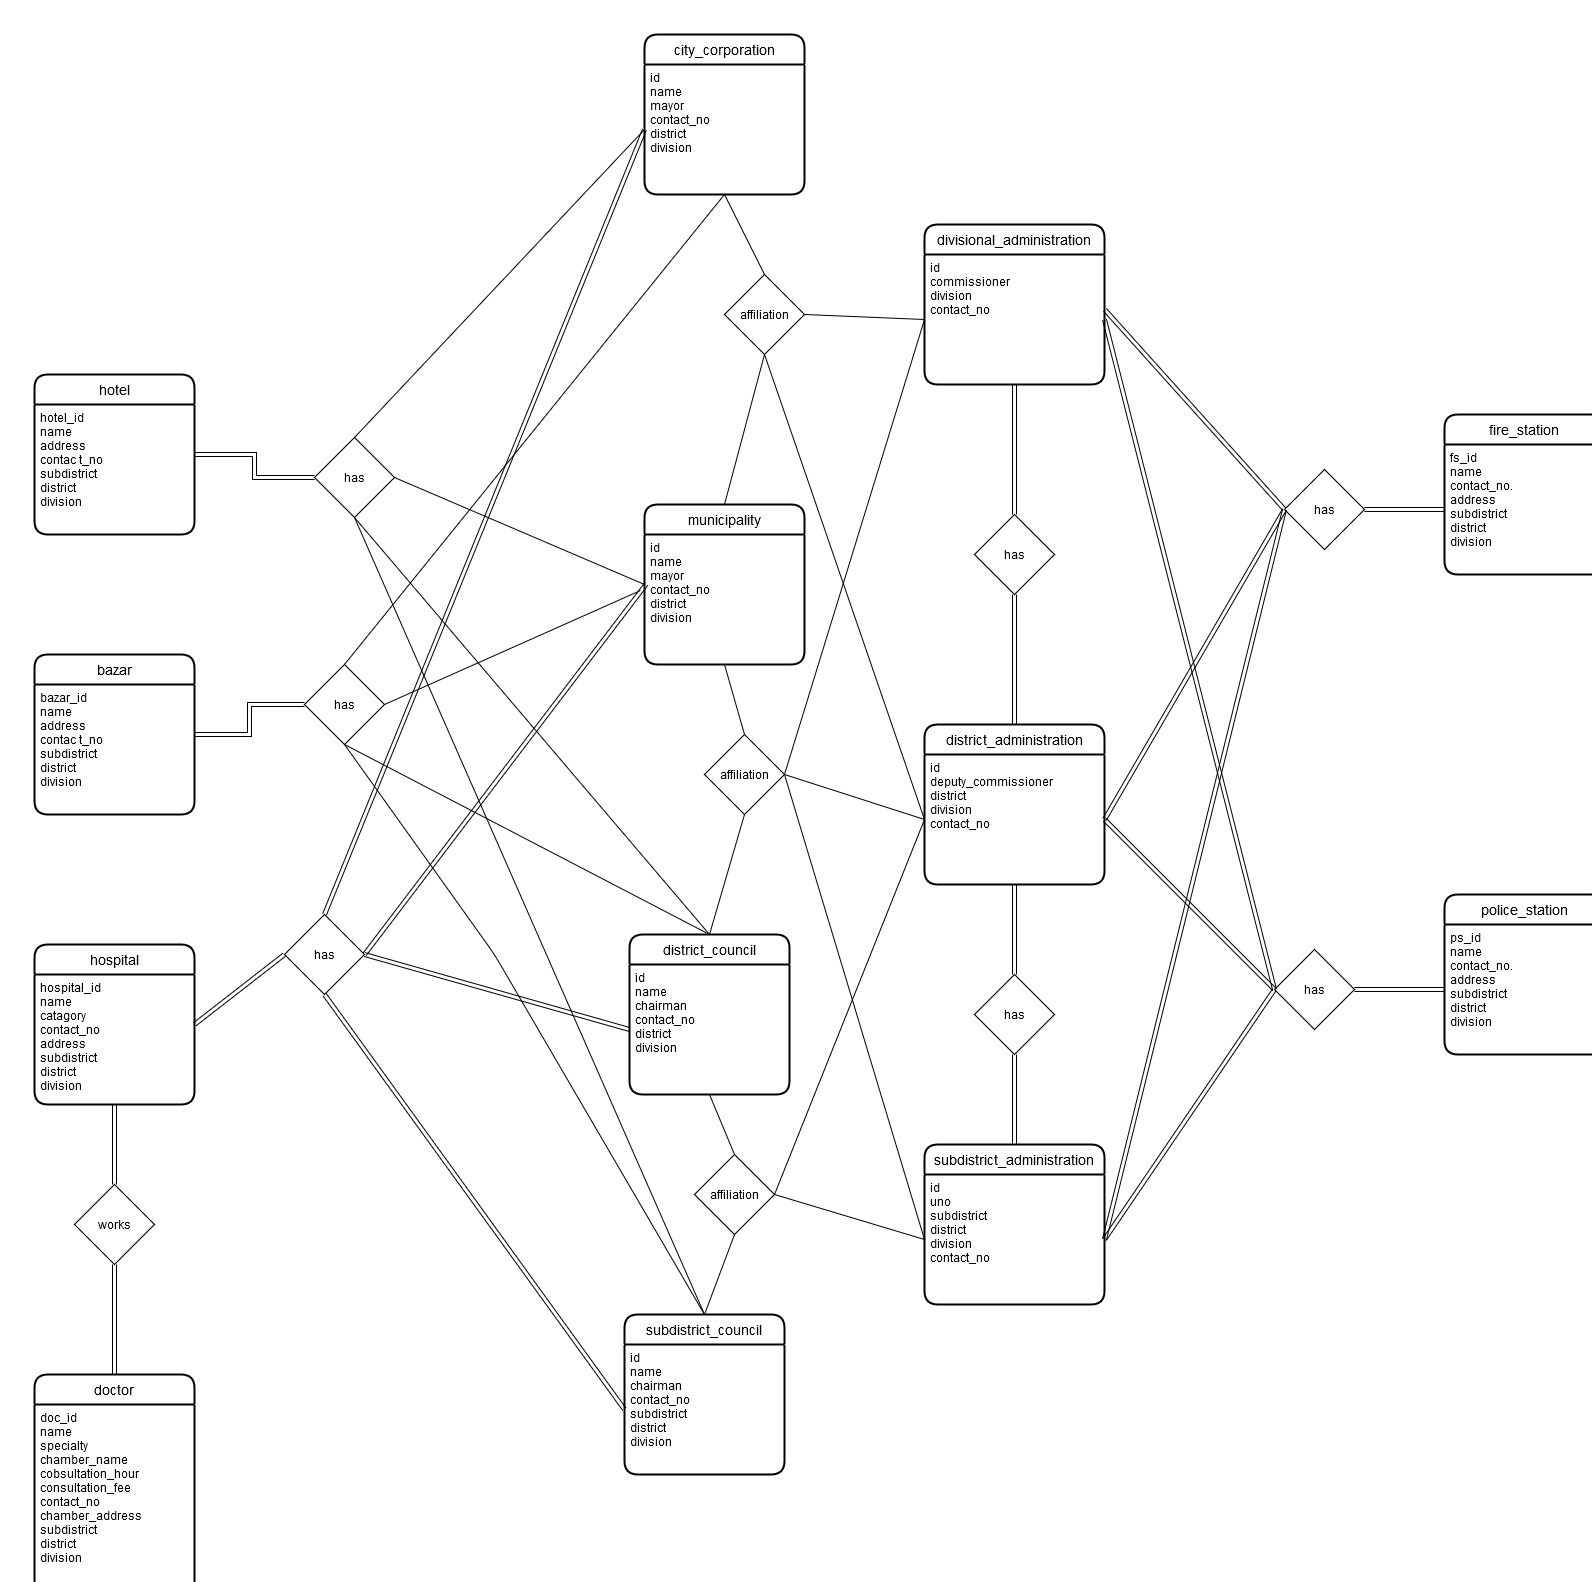 city_corporation
id
name
mayor
contact_no
district
division
divisional_administration
id
commissioner
division
contact_no
affiliation
hotel
hotel_id
name
address
contac t_no
subdistrict
district
division
has
fire_station
fs_id
name
contact_no.
address
subdistrict
district
division
has
municipality
id
name
mayor
contact_no
district
division
has
bazar
bazar_id
name
address
contac t_no
subdistrict
district
division
has
affiliation
district_administration
id
deputy_commissioner
district
division
contact_no
hospital
hospital_id
name
catagory
contact_no
address
subdistrict
district
division
has
district_council
id
name
chairman
contact_no
district
division
has
police_station
ps_id
name
contact_no.
address
subdistrict
district
division
has
works
affiliation
subdistrict_administration
id
uno
subdistrict
district
division
contact_no
doctor
doc_id
name
specialty
chamber_name
cobsultation_hour
consultation_fee
contact_no
chamber_address
subdistrict
district
division
subdistrict_council
id
name
chairman
contact_no
subdistrict
district
division